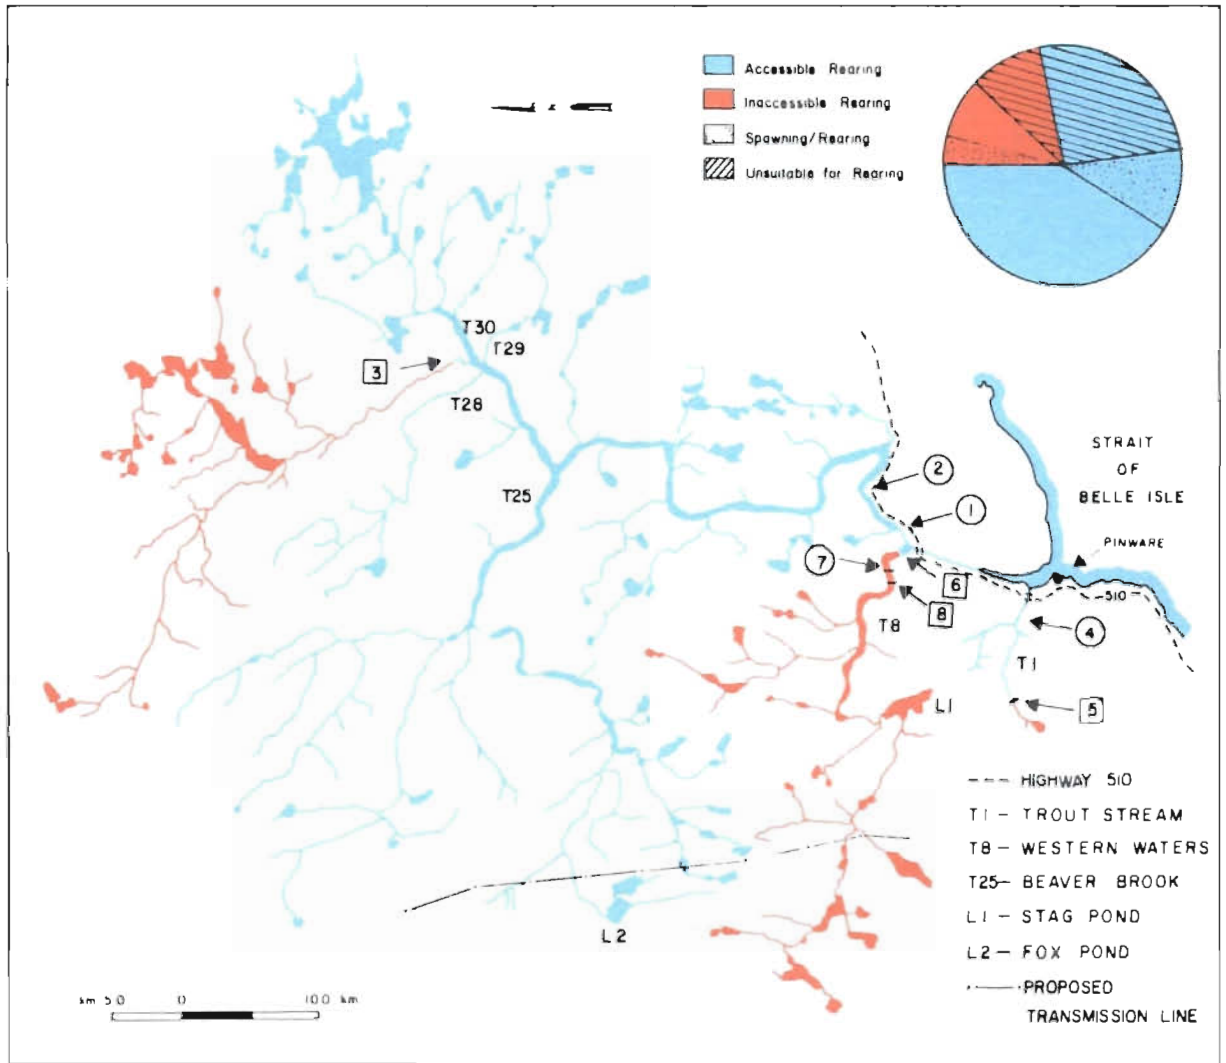 Accessible Rearing
Inaccessible Rearing
Spawning/Rearing
Unsuitable for Rearing
T30
T29
3
T28
T25
STRAIT
OF
BELLE ISLE
2
1
PINWARE
7
6
510
8
T8
4
T1
L1
5
L2
--- HIGHWAY 510
T1 - TROUT STREAM
T8 - WESTERN WATERS
T25 - BEAVER BROOK
L1 - STAG POND
L2 - FOX POND
PROPOSED
TRANSMISSION LINE
km 5.0 0 10.0 km